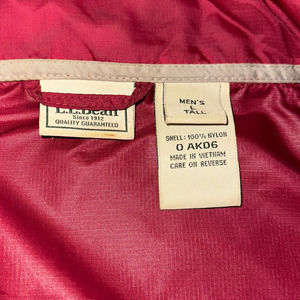 L.L.Bean
Since 1912
QUALITY GUARANTEED
MEN'S
L
TALL
SHELL: 100% NYLON
0 AKD6
MADE IN VIETNAM
CARE ON REVERSE